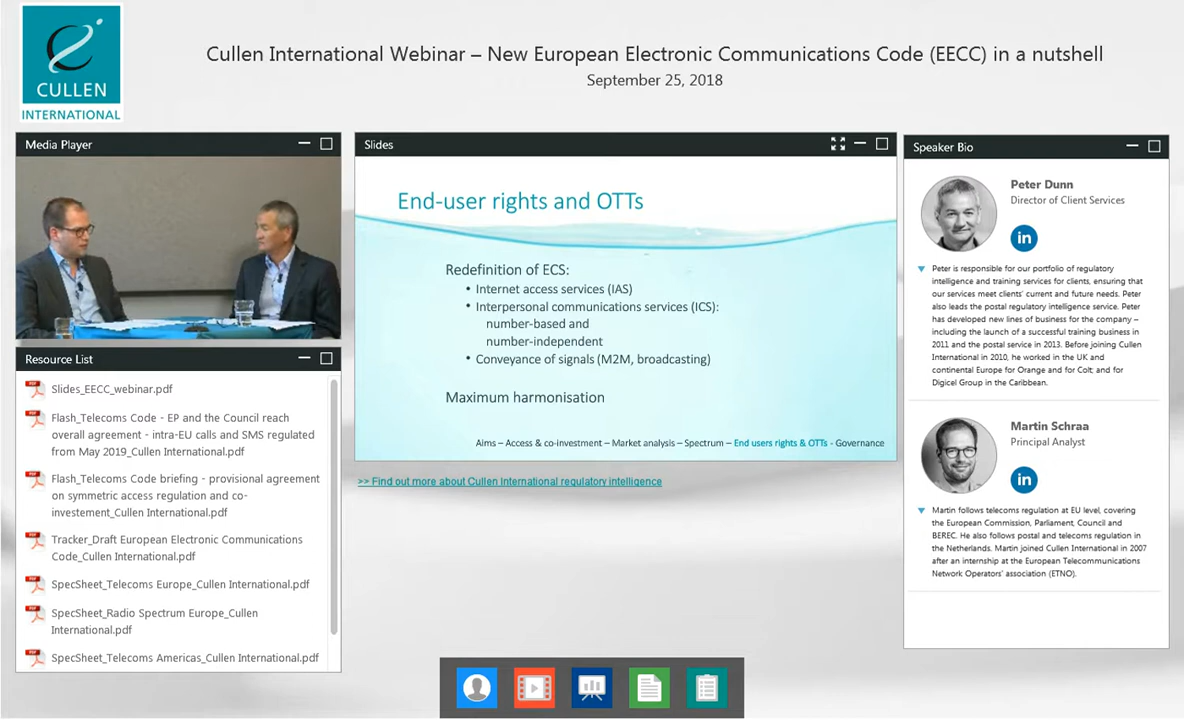 CULLEN
INTERNATIONAL
Cullen International Webinar – New European Electronic Communications Code (EECC) in a nutshell
September 25, 2018
Media Player
Resource List
Slides_EECC_webinar.pdf
Flash_Telecoms Code - EP and the Council reach
overall agreement - intra-EU calls and SMS regulated
from May 2019_Cullen International.pdf
Flash_Telecoms Code briefing - provisional agreement
on symmetric access regulation and co-
investement_Cullen International.pdf
Tracker_Draft European Electronic Communications
Code_Cullen International.pdf
SpecSheet_Telecoms Europe_Cullen International.pdf
SpecSheet_Radio Spectrum Europe_Cullen
International.pdf
SpecSheet_Telecoms Americas_Cullen International.pdf
Slides
End-user rights and OTTs
Redefinition of ECS:
• Internet access services (IAS)
• Interpersonal communications services (ICS):
number-based and
number-independent
• Conveyance of signals (M2M, broadcasting)
Maximum harmonisation
Aims – Access & co-investment – Market analysis – Spectrum – End users rights & OTTs - Governance
>> Find out more about Cullen International regulatory intelligence
Speaker Bio
Peter Dunn
Director of Client Services
in
Peter is responsible for our portfolio of regulatory
intelligence and training services for clients, ensuring that
our services meet clients' current and future needs. Peter
also leads the postal regulatory intelligence service. Peter
has developed new lines of business for the company –
including the launch of a successful training business in
2011 and the postal service in 2013. Before joining Cullen
International in 2010, he worked in the UK and
continental Europe for Orange and for Colt; and for
Digicel Group in the Caribbean.
Martin Schraa
Principal Analyst
in
Martin follows telecoms regulation at EU level, covering
the European Commission, Parliament, Council and
BEREC. He also follows postal and telecoms regulation in
the Netherlands. Martin joined Cullen International in 2007
after an internship at the European Telecommunications
Network Operators' association (ETNO).